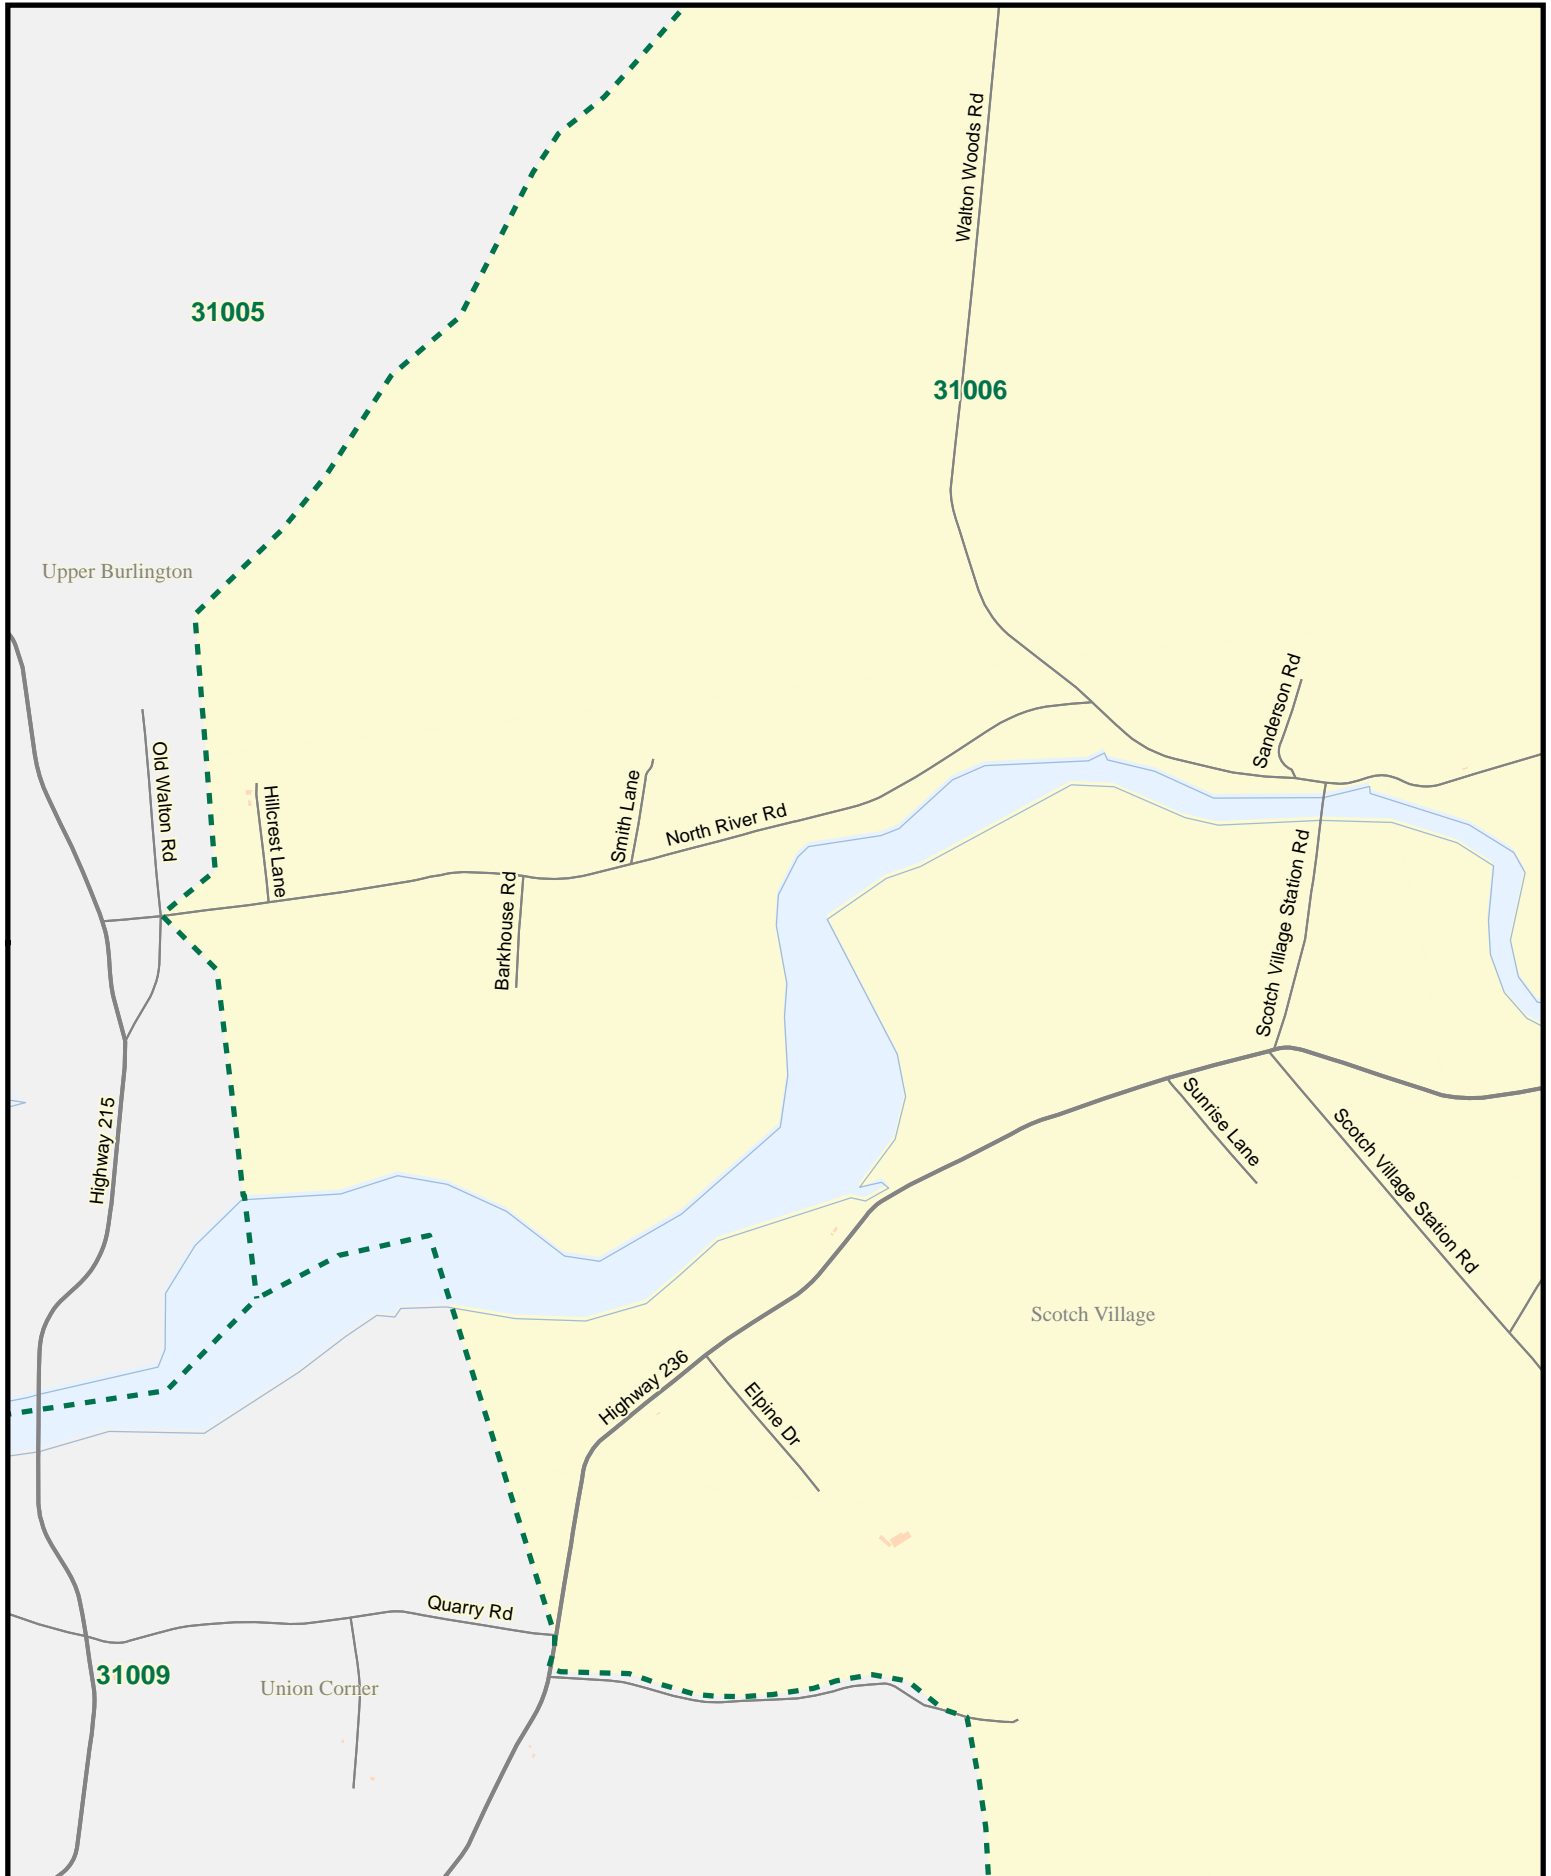 Walton Woods Rd
31005
31006
Upper Burlington
Sanderson Rd
Old Walton Rd
Hillcrest Lane
Smith Lane
North River Rd
Barkhouse Rd
Scotch Village Station Rd
Highway 215
Sunrise Lane
Scotch Village Station Rd
Scotch Village
Highway 236
Elpine Dr
Quarry Rd
31009
Union Corner